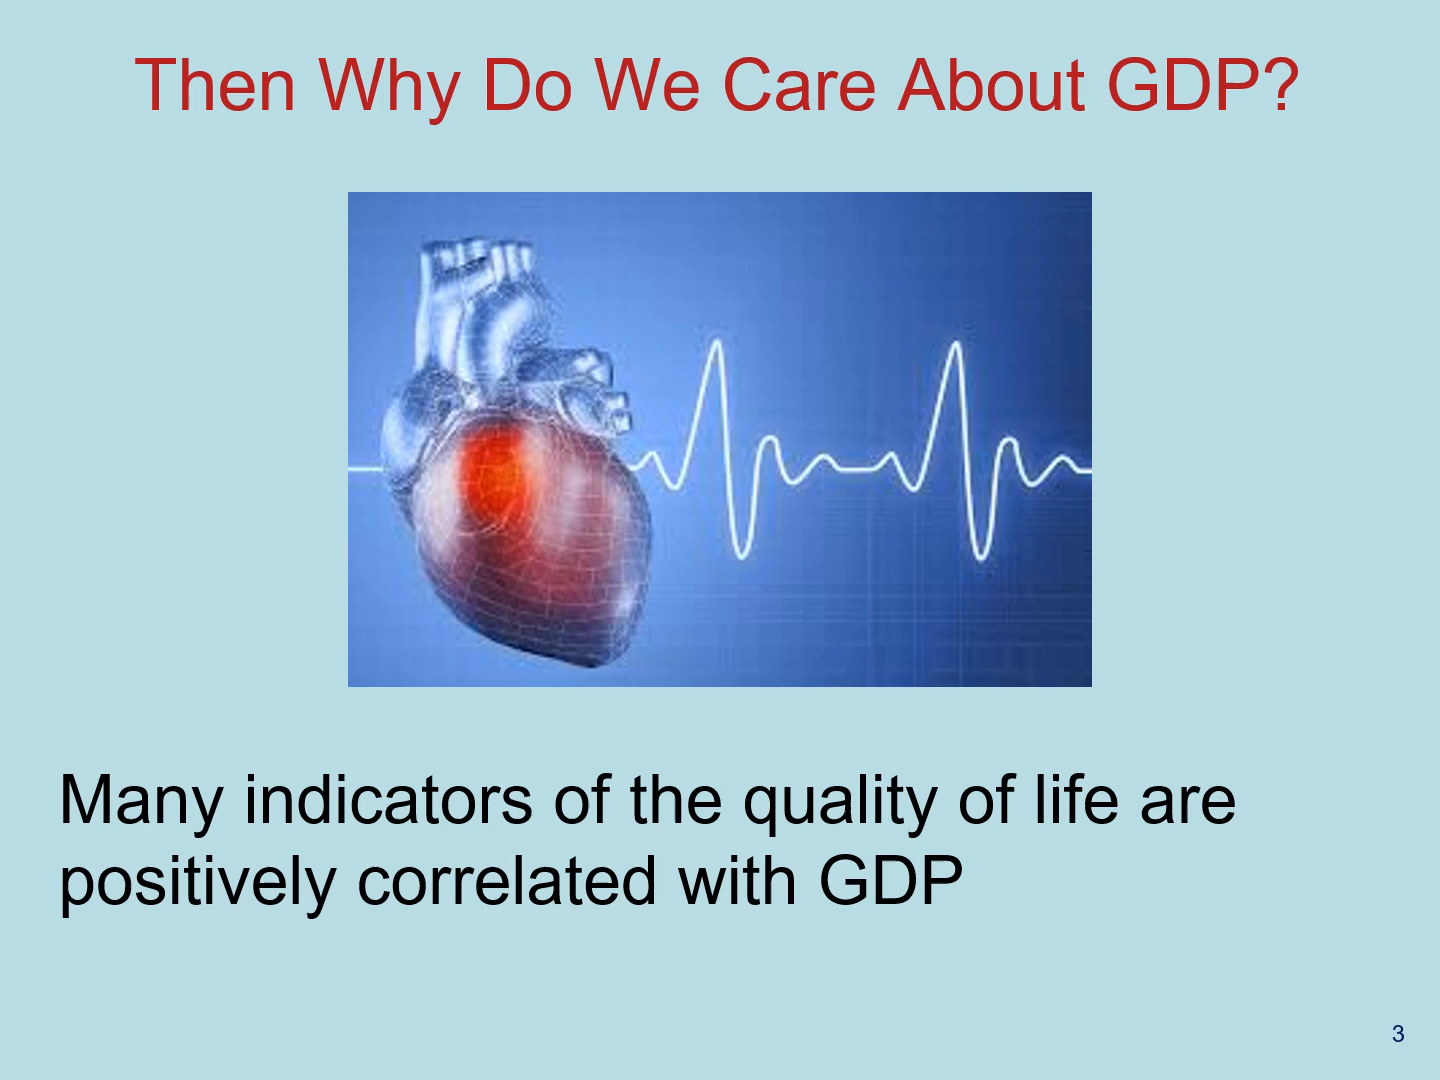 Then Why Do We Care About GDP?
Many indicators of the quality of life are
positively correlated with GDP
3